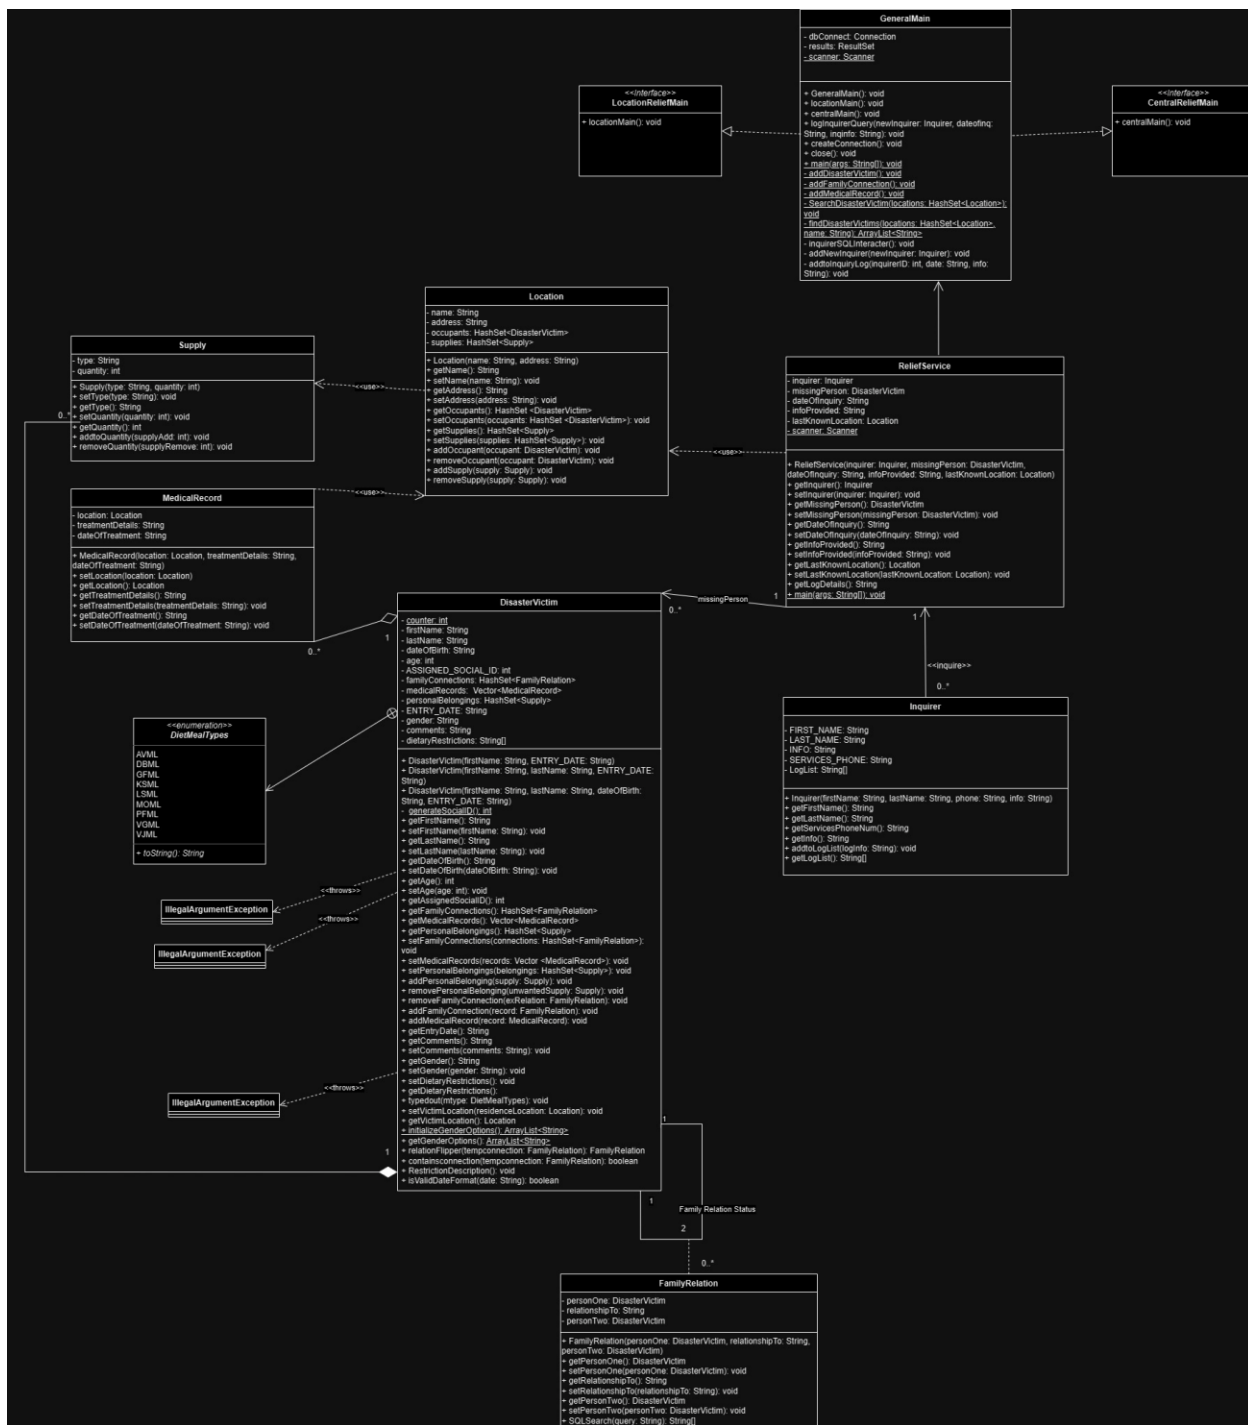 GeneralMain
- dbConnect: Connection
- results: ResultSet
- scanner: Scanner
+ GeneralMain(): void
+ locationMain(): void
+ centralMain(): void
+ logInquirerQuery(newInquirer: Inquirer, dateofinq:
String, inqinfo: String): void
+ createConnection(): void
+ close(): void
+ main(args: String[]): void
- addDisasterVictim(): void
- addFamilyConnection(): void
- addMedicalRecord(): void
- SearchDisasterVictim(locations: HashSet<Location>):
void
- findDisasterVictims(locations: HashSet<Location>,
name: String): ArrayList<String>
- inquirerSQLInteracter(): void
- addNewInquirer(newInquirer: Inquirer): void
- addtoInquiryLog(inquirerID: int, date: String, info:
String): void
<<Interface>>
LocationReliefMain
+ locationMain(): void
<<Interface>>
CentralReliefMain
+ centralMain(): void
Location
- name: String
- address: String
- occupants: HashSet<DisasterVictim>
- supplies: HashSet<Supply>
+ Location(name: String, address: String)
+ getName(): String
+ setName(name: String): void
+ getAddress(): String
+ setAddress(address: String): void
+ getOccupants(): HashSet <DisasterVictim>
+ setOccupants(occupants: HashSet <DisasterVictim>): void
+ getSupplies(): HashSet<Supply>
+ setSupplies(supplies: HashSet<Supply>): void
+ addOccupant(occupant: DisasterVictim): void
+ removeOccupant(occupant: DisasterVictim): void
+ addSupply(supply: Supply): void
+ removeSupply(supply: Supply): void
Supply
- type: String
- quantity: int
+ Supply(type: String, quantity: int)
+ setType(type: String): void
+ getType(): String
+ setQuantity(quantity: int): void
+ getQuantity(): int
+ addtoQuantity(supplyAdd: int): void
+ removeQuantity(supplyRemove: int): void
0..*
<<use>>
ReliefService
- inquirer: Inquirer
- missingPerson: DisasterVictim
- dateOfInquiry: String
- infoProvided: String
- lastKnownLocation: Location
- scanner: Scanner
+ ReliefService(inquirer: Inquirer, missingPerson: DisasterVictim,
dateOfInquiry: String, infoProvided: String, lastKnownLocation: Location)
+ getInquirer(): Inquirer
+ setInquirer(inquirer: Inquirer): void
+ getMissingPerson(): DisasterVictim
+ setMissingPerson(missingPerson: DisasterVictim): void
+ getDateOfInquiry(): String
+ setDateOfInquiry(dateOfInquiry: String): void
+ getInfoProvided(): String
+ setInfoProvided(infoProvided: String): void
+ getLastKnownLocation(): Location
+ setLastKnownLocation(lastKnownLocation: Location): void
+ getLogDetails(): String
+ main(args: String[]): void
<<use>>
MedicalRecord
- location: Location
- treatmentDetails: String
- dateOfTreatment: String
+ MedicalRecord(location: Location, treatmentDetails: String,
dateOfTreatment: String)
+ setLocation(location: Location)
+ getLocation(): Location
+ getTreatmentDetails(): String
+ setTreatmentDetails(treatmentDetails: String): void
+ getDateOfTreatment(): String
+ setDateOfTreatment(dateOfTreatment: String): void
<<use>>
0..*
1
missingPerson
0..*
1
1
<<inquire>>
0..*
DisasterVictim
- counter: int
- firstName: String
- lastName: String
- dateOfBirth: String
- age: int
- ASSIGNED_SOCIAL_ID: int
- familyConnections: HashSet<FamilyRelation>
- medicalRecords: Vector<MedicalRecord>
- personalBelongings: HashSet<Supply>
- ENTRY_DATE: String
- gender: String
- comments: String
- dietaryRestrictions: String[]
+ DisasterVictim(firstName: String, ENTRY_DATE: String)
+ DisasterVictim(firstName: String, lastName: String, ENTRY_DATE:
String)
+ DisasterVictim(firstName: String, lastName: String, dateOfBirth:
String, ENTRY_DATE: String)
- generateSocialID(): int
+ getFirstName(): String
+ setFirstName(firstName: String): void
+ getLastName(): String
+ setLastName(lastName: String): void
+ getDateOfBirth(): String
+ setDateOfBirth(dateOfBirth: String): void
+ getAge(): int
+ setAge(age: int): void
+ getAssignedSocialID(): int
+ getFamilyConnections(): HashSet<FamilyRelation>
+ getMedicalRecords(): Vector<MedicalRecord>
+ getPersonalBelongings(): HashSet<Supply>
+ setFamilyConnections(connections: HashSet<FamilyRelation>):
void
+ setMedicalRecords(records: Vector <MedicalRecord>): void
+ setPersonalBelongings(belongings: HashSet<Supply>): void
+ addPersonalBelonging(supply: Supply): void
+ removePersonalBelonging(unwantedSupply: Supply): void
+ removeFamilyConnection(exRelation: FamilyRelation): void
+ addFamilyConnection(record: FamilyRelation): void
+ addMedicalRecord(record: MedicalRecord): void
+ getEntryDate(): String
+ getComments(): String
+ setComments(comments: String): void
+ getGender(): String
+ setGender(gender: String): void
+ setDietaryRestrictions(): void
+ getDietaryRestrictions():
+ typedout(mtype: DietMealTypes): void
+ setVictimLocation(residenceLocation: Location): void
+ getVictimLocation(): Location
+ initializeGenderOptions(): ArrayList<String>
+ getGenderOptions(): ArrayList<String>
+ relationFlipper(tempconnection: FamilyRelation): FamilyRelation
+ containsconnection(tempconnection: FamilyRelation): boolean
+ RestrictionDescription(): void
+ isValidDateFormat(date: String): boolean
<<enumeration>>
DietMealTypes
AVML
DBML
GFML
KSML
LSML
MOML
PFML
VGML
VJML
+ toString(): String
Inquirer
- FIRST_NAME: String
- LAST_NAME: String
- INFO: String
- SERVICES_PHONE: String
- LogList: String[]
+ Inquirer(firstName: String, lastName: String, phone: String, info: String)
+ getFirstName(): String
+ getLastName(): String
+ getServicesPhoneNum(): String
+ getInfo(): String
+ addtoLogList(logInfo: String): void
+ getLogList(): String[]
<<throws>>
IllegalArgumentException
<<throws>>
IllegalArgumentException
<<throws>>
IllegalArgumentException
1
1
1
Family Relation Status
2
0..*
FamilyRelation
- personOne: DisasterVictim
- relationshipTo: String
- personTwo: DisasterVictim
+ FamilyRelation(personOne: DisasterVictim, relationshipTo: String,
personTwo: DisasterVictim)
+ getPersonOne(): DisasterVictim
+ setPersonOne(personOne: DisasterVictim): void
+ getRelationshipTo(): String
+ setRelationshipTo(relationshipTo: String): void
+ getPersonTwo(): DisasterVictim
+ setPersonTwo(personTwo: DisasterVictim): void
+ SQLSearch(query: String): String[]